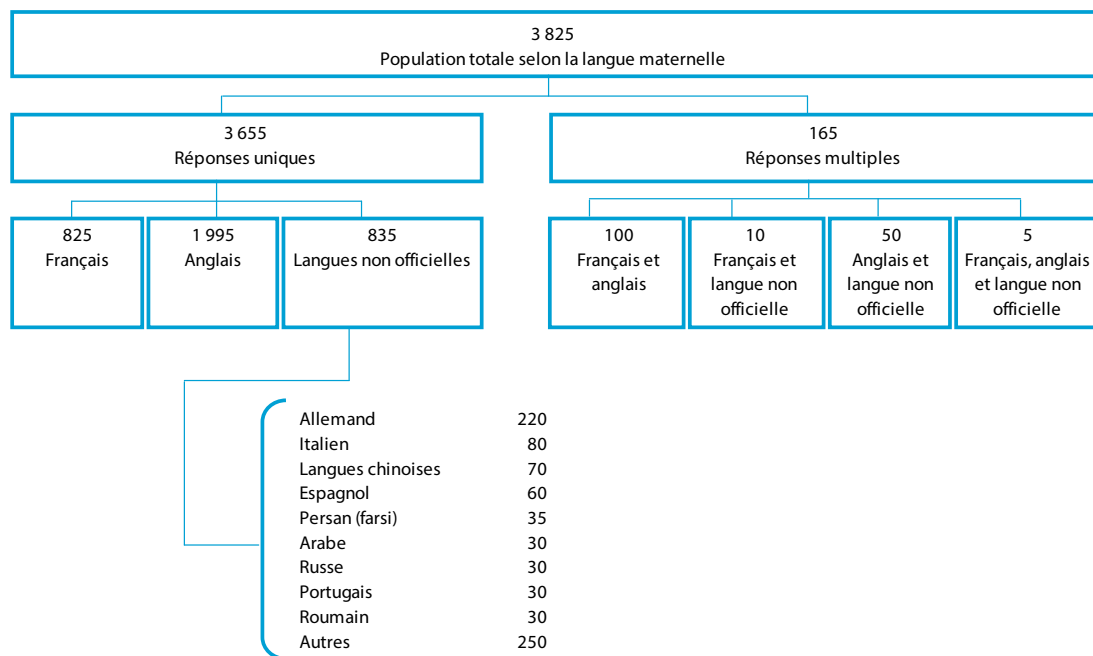 3 825
Population totale selon la langue maternelle
3 655
Réponses uniques
165
Réponses multiples
825
Français
1 995
Anglais
835
Langues non officielles
100
Français et
anglais
10
Français et
langue non
officielle
50
Anglais et
langue non
officielle
5
Français, anglais
et langue non
officielle
Allemand 220
Italien 80
Langues chinoises 70
Espagnol 60
Persan (farsi) 35
Arabe 30
Russe 30
Portugais 30
Roumain 30
Autres 250